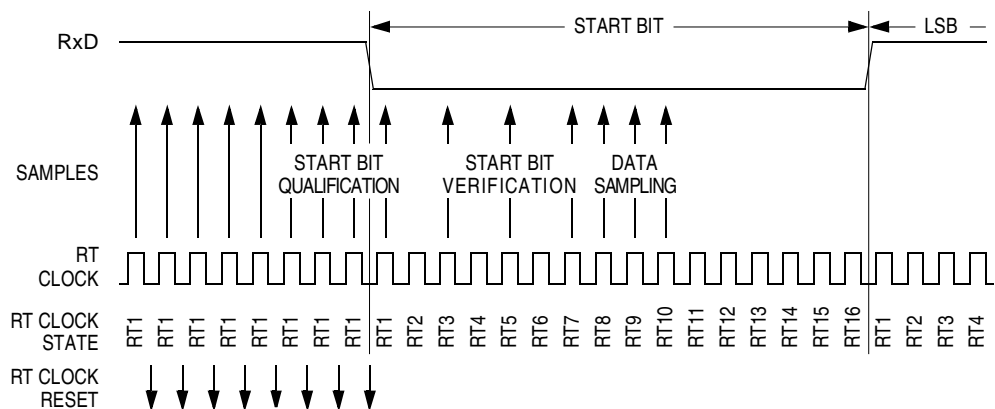 START BIT
LSB
RxD
SAMPLES
START BIT
QUALIFICATION
START BIT
VERIFICATION
DATA
SAMPLING
RT
CLOCK
RT CLOCK
STATE
RT1 RT1 RT1 RT1 RT1 RT1 RT1 RT1 RT1 RT2 RT3 RT4 RT5 RT6 RT7 RT8 RT9 RT10 RT11 RT12 RT13 RT14 RT15 RT16 RT1 RT2 RT3 RT4
RT CLOCK
RESET